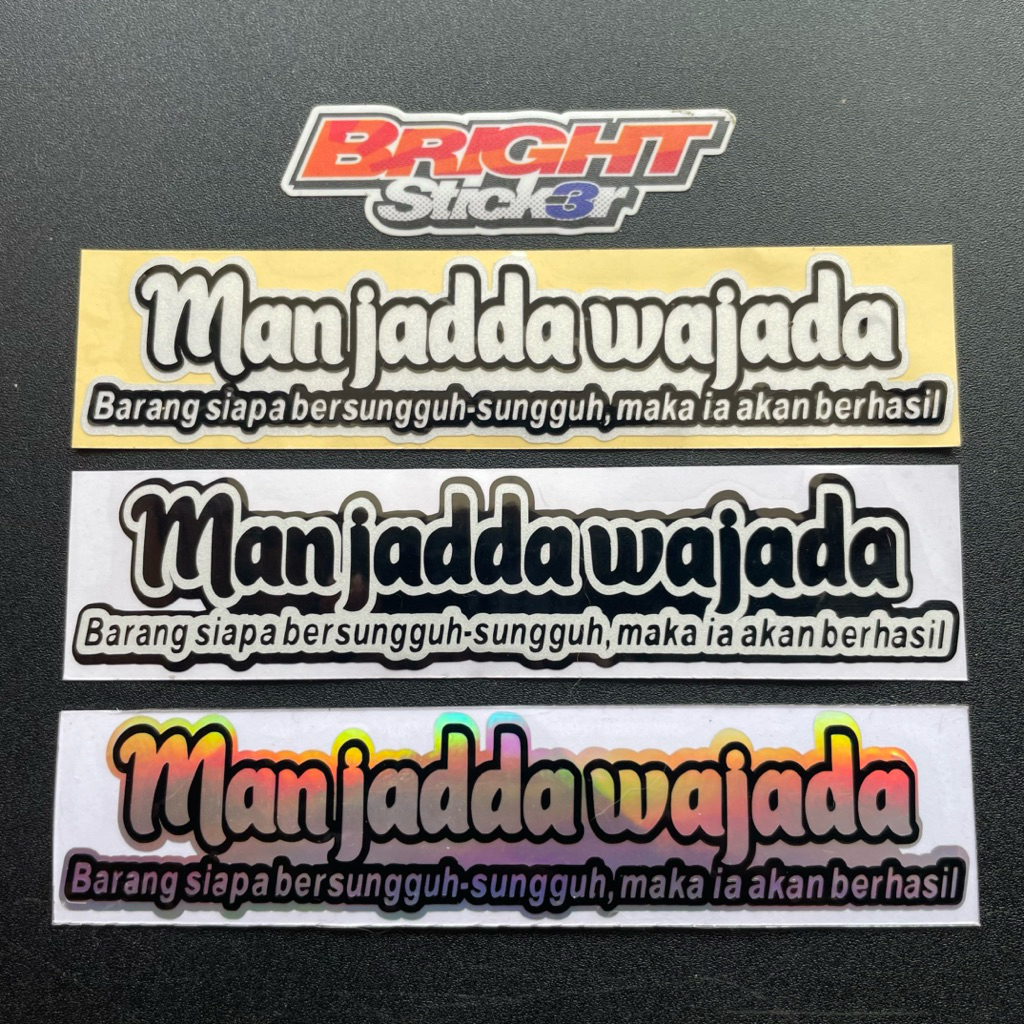 BRIGHT
Stick3r
Man jadda wajada
Barang siapa bersungguh-sungguh, maka ia akan berhasil
Man jadda wajada
Barang siapa bersungguh-sungguh, maka ia akan berhasil
Man jadda wajada
Barang siapa bersungguh-sungguh, maka ia akan berhasil